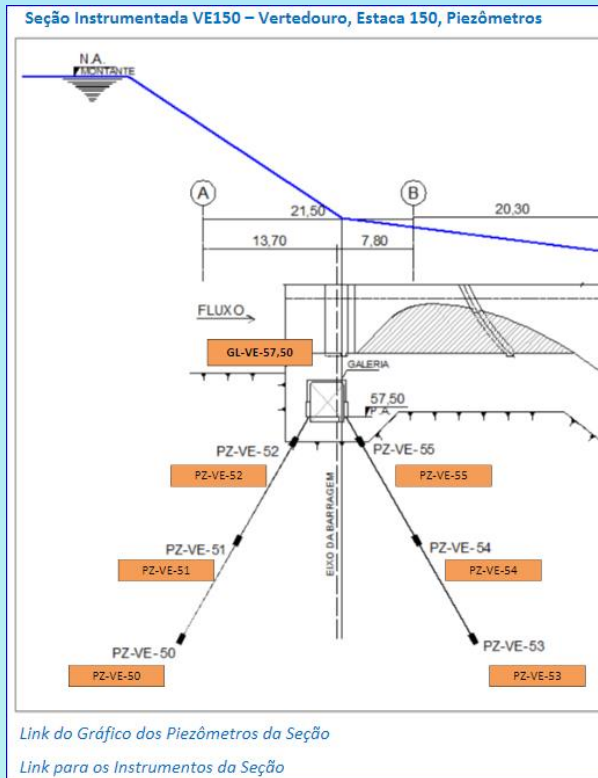 Seção Instrumentada VE150 – Vertedouro, Estaca 150, Piezômetros
N.A.
MONTANTE
A
B
21,50
20,30
13,70
7,80
FLUXO
GL-VE-57,50
GALERIA
57,50
P.A.
PZ-VE-52
PZ-VE-55
PZ-VE-52
PZ-VE-55
EIXO DA BARRAGEM
PZ-VE-51
PZ-VE-54
PZ-VE-51
PZ-VE-54
PZ-VE-50
PZ-VE-53
PZ-VE-50
PZ-VE-53
Link do Gráfico dos Piezômetros da Seção
Link para os Instrumentos da Seção